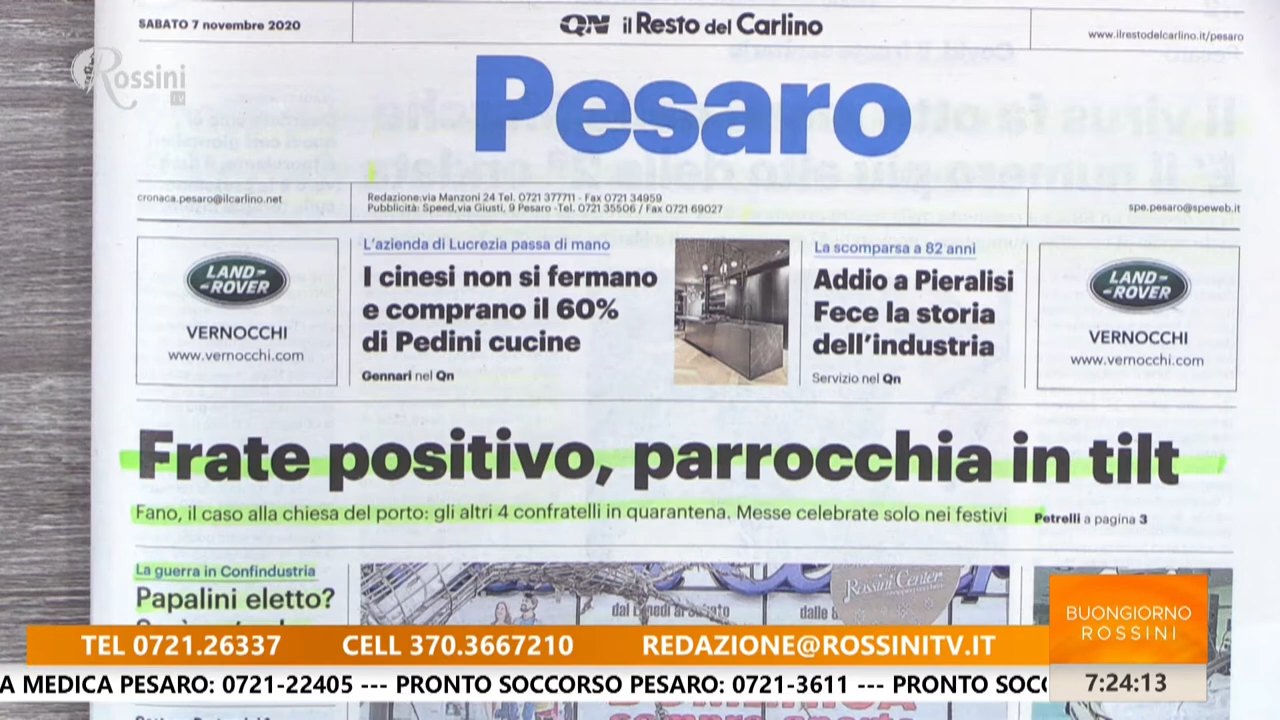 SABATO 7 novembre 2020
QN il Resto del Carlino
www.ilrestodelcarlino.it/pesaro
Rossini
TV
Pesaro
cronaca.pesaro@ilcarlino.net
Redazione: via Manzoni 24 Tel. 0721 377711 - Fax 0721 34959
Pubblicità: Speed, via Giusti, 9 Pesaro -Tel. 0721 35506 / Fax 0721 69027
spe.pesaro@speweb.it
LAND-
-ROVER
VERNOCCHI
www.vernocchi.com
L'azienda di Lucrezia passa di mano
I cinesi non si fermano
e comprano il 60%
di Pedini cucine
Gennari nel Qn
La scomparsa a 82 anni
Addio a Pieralisi
Fece la storia
dell'industria
Servizio nel Qn
LAND-
-ROVER
VERNOCCHI
www.vernocchi.com
Frate positivo, parrocchia in tilt
Fano, il caso alla chiesa del porto: gli altri 4 confratelli in quarantena. Messe celebrate solo nei festivi
Petrelli a pagina 3
La guerra in Confindustria
Papalini eletto?
Rossini Center
dal Lunedì al Sabato
dalle 8
BUONGIORNO
ROSSINI
TEL 0721.26337 CELL 370.3667210 REDAZIONE@ROSSINITV.IT
A MEDICA PESARO: 0721-22405 --- PRONTO SOCCORSO PESARO: 0721-3611 --- PRONTO SOC
7:24:13